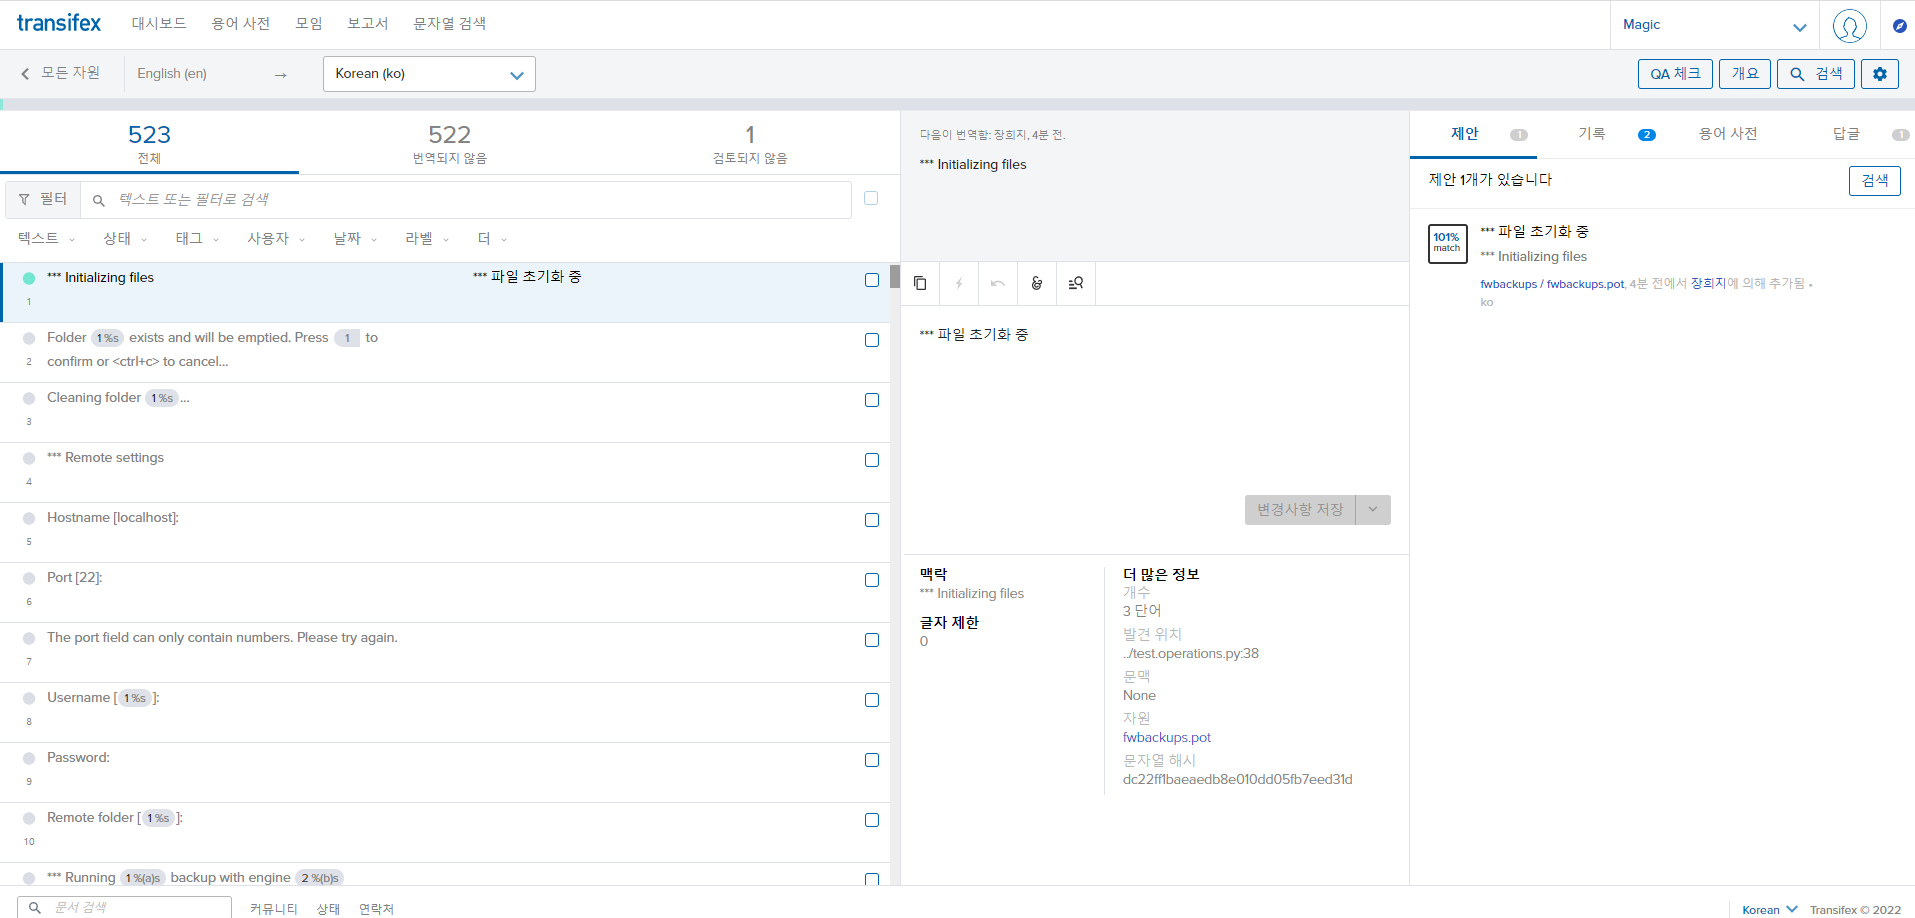 transifex
대시보드
용어 사전
모임
보고서
문자열 검색
Magic
모든 자원
English (en)
→
Korean (ko)
QA 체크
개요
검색
523
전체
522
번역되지 않음
1
검토되지 않음
필터
텍스트 또는 필터로 검색
텍스트
상태
태그
사용자
날짜
라벨
더
*** Initializing files
*** 파일 초기화 중
1
Folder 1 %s exists and will be emptied. Press 1 to
confirm or <ctrl+c> to cancel...
2
Cleaning folder 1 %s ...
3
*** Remote settings
4
Hostname [localhost]:
5
Port [22]:
6
The port field can only contain numbers. Please try again.
7
Username [ 1 %s ]:
8
Password:
9
Remote folder [ 1 %s ]:
10
*** Running 1 %(a)s backup with engine 2 %(b)s
다음이 번역함: 장희지, 4분 전.
*** Initializing files
*** 파일 초기화 중
변경사항 저장
맥락
*** Initializing files
글자 제한
0
더 많은 정보
개수
3 단어
발견 위치
../test.operations.py:38
문맥
None
자원
fwbackups.pot
문자열 해시
dc22ff1baeaedb8e010dd05fb7eed31d
제안 1
기록 2
용어 사전
답글 1
제안 1개가 있습니다
검색
101%
match
*** 파일 초기화 중
*** Initializing files
fwbackups / fwbackups.pot, 4분 전에서 장희지에 의해 추가됨 •
ko
문서 검색
커뮤니티
상태
연락처
Korean
Transifex © 2022